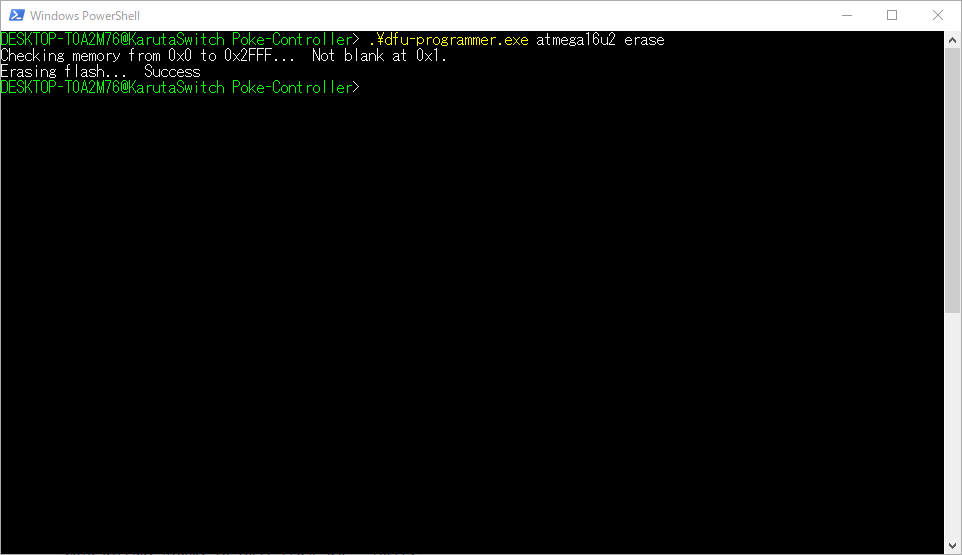 Windows PowerShell
DESKTOP-T0A2M76@KarutaSwitch Poke-Controller> .¥dfu-programmer.exe atmega16u2 erase
Checking memory from 0x0 to 0x2FFF...  Not blank at 0x1.
Erasing flash...  Success
DESKTOP-T0A2M76@KarutaSwitch Poke-Controller>